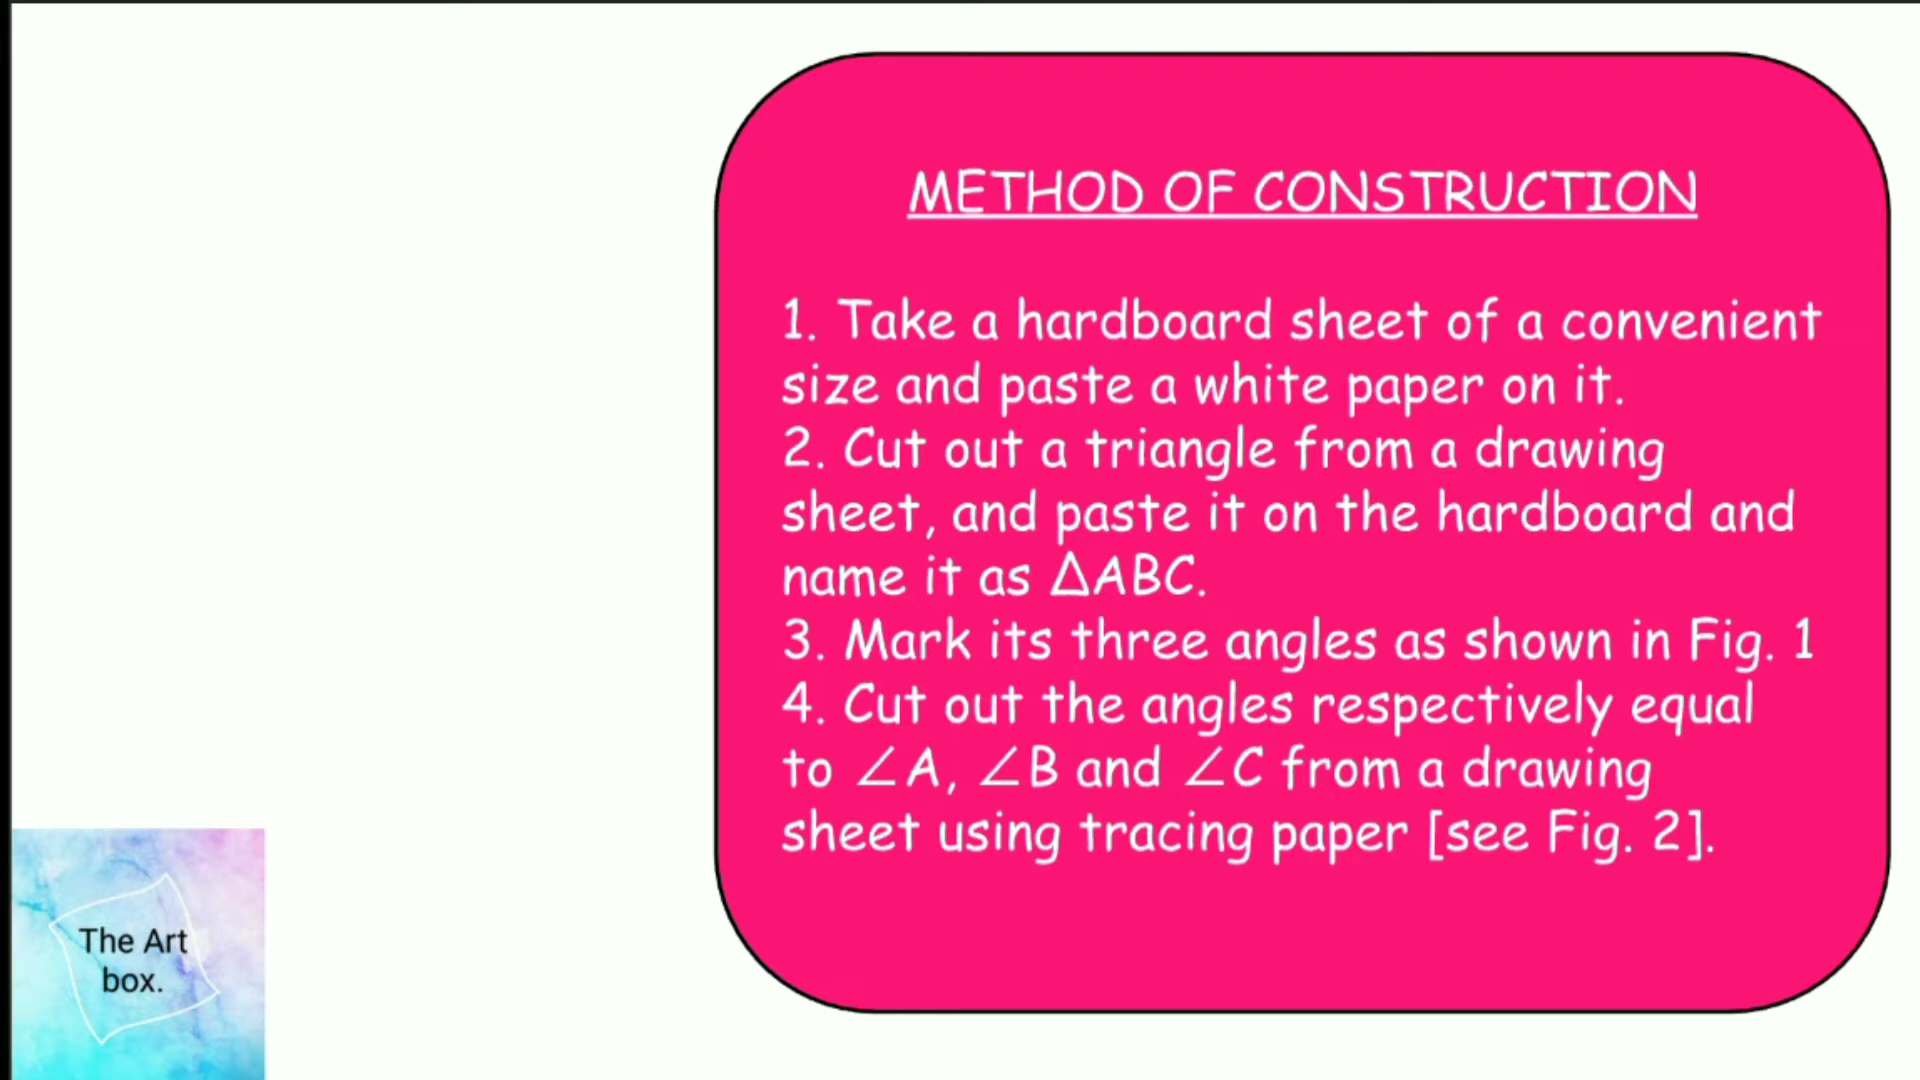 METHOD OF CONSTRUCTION
1. Take a hardboard sheet of a convenient
size and paste a white paper on it.
2. Cut out a triangle from a drawing
sheet, and paste it on the hardboard and
name it as ΔABC.
3. Mark its three angles as shown in Fig. 1
4. Cut out the angles respectively equal
to ∠A, ∠B and ∠C from a drawing
sheet using tracing paper [see Fig. 2].
The Art
box.